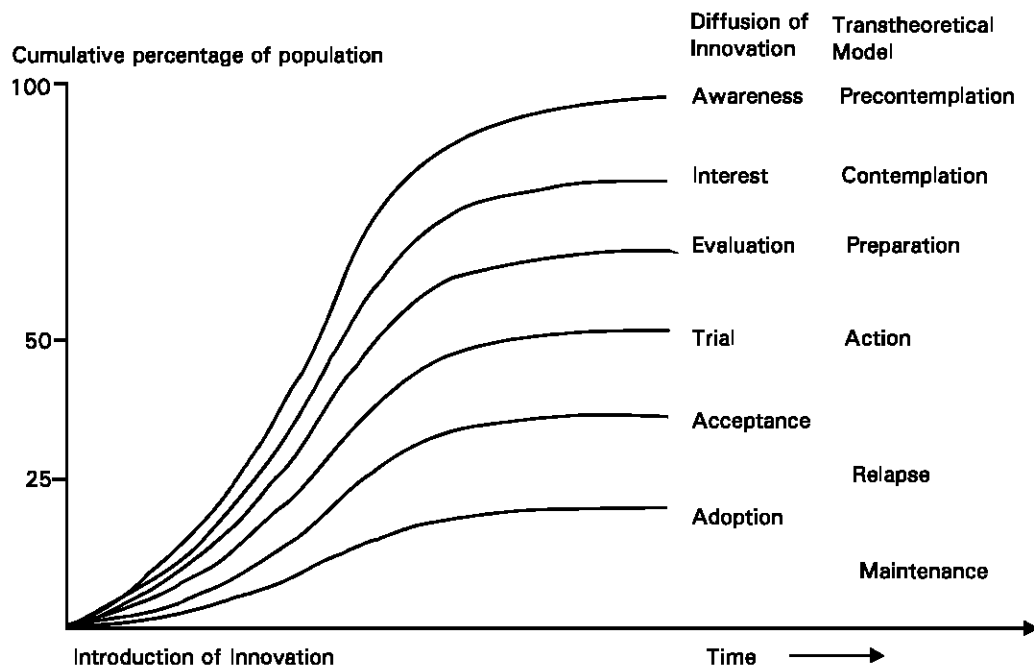 Diffusion of Innovation
Transtheoretical Model
Cumulative percentage of population
100
Awareness Precontemplation
Interest Contemplation
Evaluation Preparation
50
Trial Action
Acceptance
25
Relapse
Adoption
Maintenance
Introduction of Innovation
Time